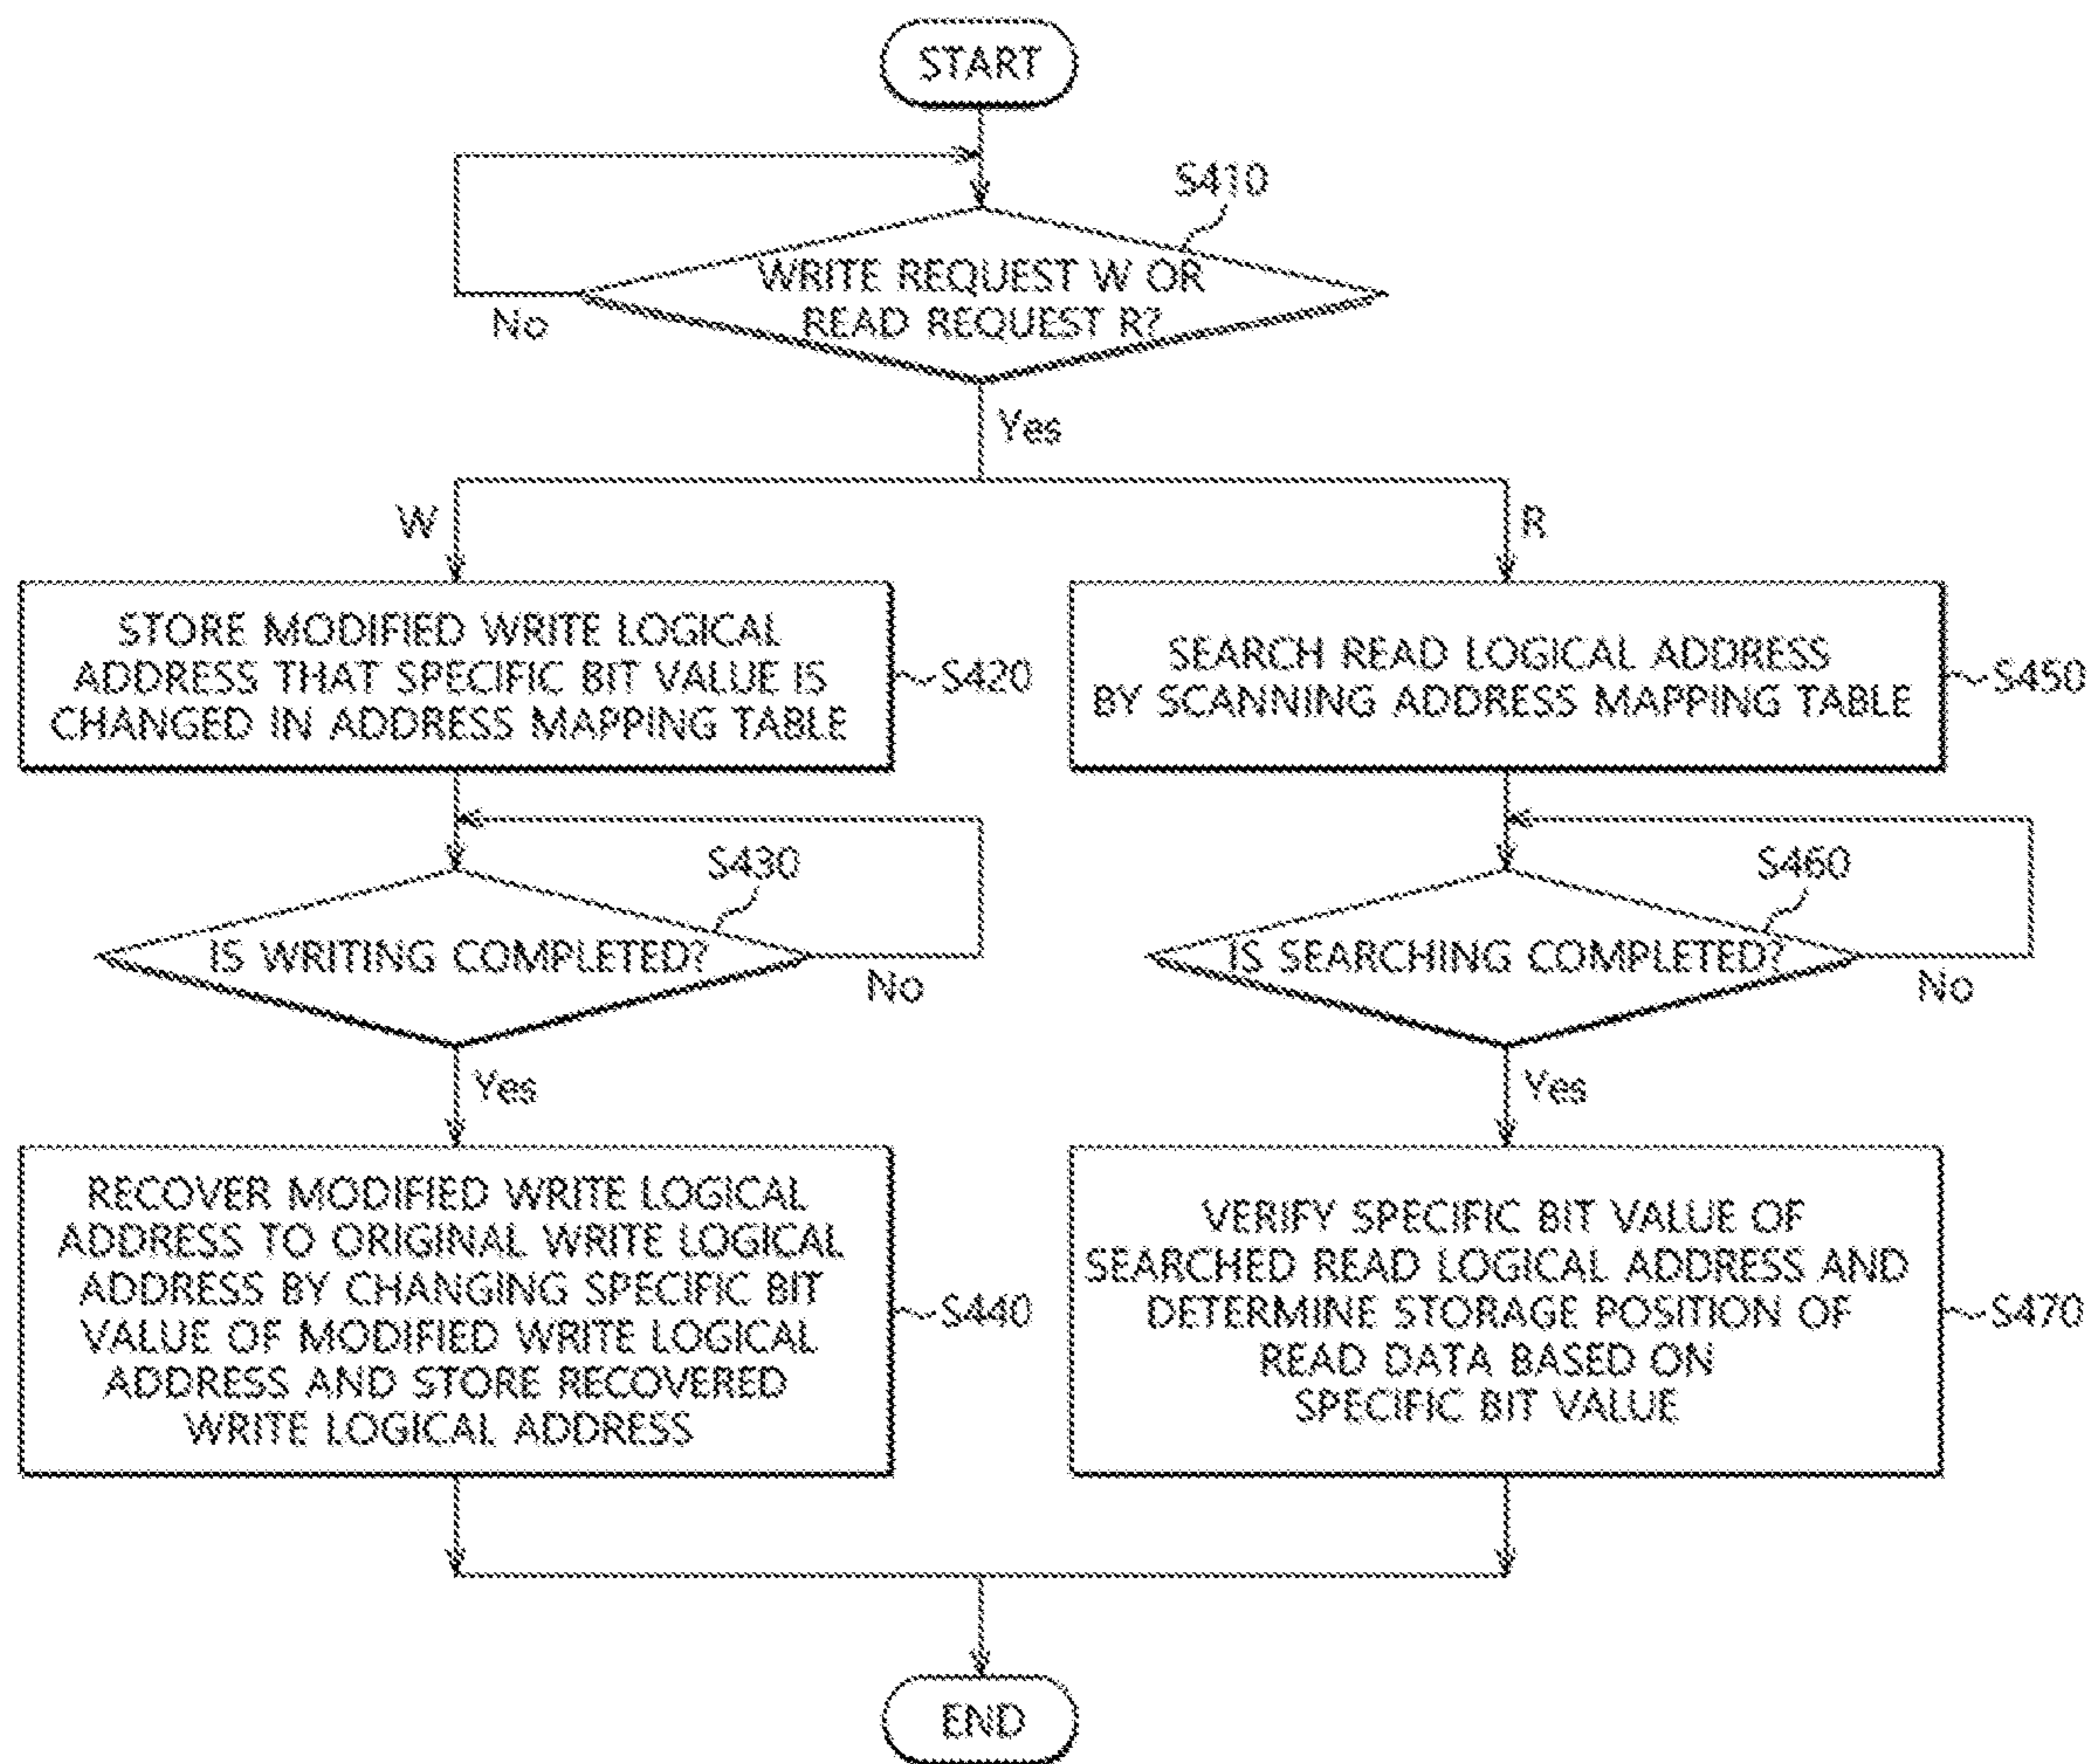 START
S410
WRITE REQUEST W OR
READ REQUEST R?
No
Yes
W
R
STORE MODIFIED WRITE LOGICAL
ADDRESS THAT SPECIFIC BIT VALUE IS
CHANGED IN ADDRESS MAPPING TABLE
S420
SEARCH READ LOGICAL ADDRESS
BY SCANNING ADDRESS MAPPING TABLE
S450
S430
IS WRITING COMPLETED?
No
Yes
S460
IS SEARCHING COMPLETED?
No
Yes
RECOVER MODIFIED WRITE LOGICAL
ADDRESS TO ORIGINAL WRITE LOGICAL
ADDRESS BY CHANGING SPECIFIC BIT
VALUE OF MODIFIED WRITE LOGICAL
ADDRESS AND STORE RECOVERED
WRITE LOGICAL ADDRESS
S440
VERIFY SPECIFIC BIT VALUE OF
SEARCHED READ LOGICAL ADDRESS AND
DETERMINE STORAGE POSITION OF
READ DATA BASED ON
SPECIFIC BIT VALUE
S470
END